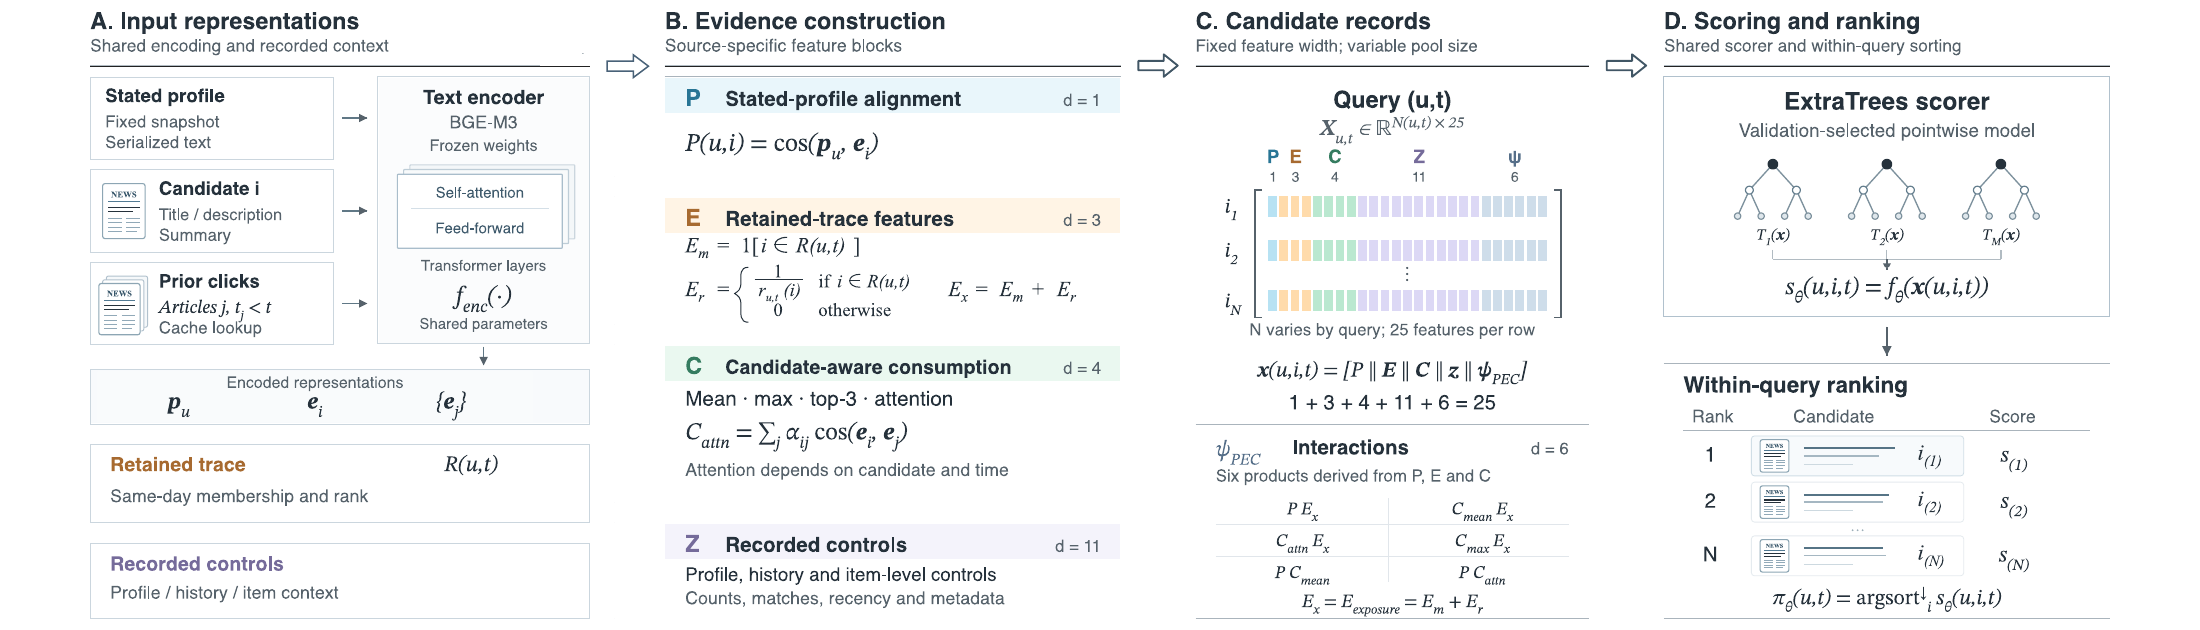 A. Input representations
Shared encoding and recorded context
Stated profile
Fixed snapshot
Serialized text
NEWS
Candidate i
Title / description
Summary
NEWS
Prior clicks
Articles j, t_j < t
Cache lookup
Text encoder
BGE-M3
Frozen weights
Self-attention
Feed-forward
Transformer layers
f_enc(·)
Shared parameters
Encoded representations
p_u e_i {e_j}
Retained trace R(u,t)
Same-day membership and rank
Recorded controls
Profile / history / item context
B. Evidence construction
Source-specific feature blocks
P Stated-profile alignment d = 1
P(u,i) = cos(p_u, e_i)
E Retained-trace features d = 3
E_m = 1[i ∈ R(u,t) ]
E_r = { 1 / r_{u,t}(i) if i ∈ R(u,t)
0 otherwise
E_x = E_m + E_r
C Candidate-aware consumption d = 4
Mean · max · top-3 · attention
C_attn = ∑_j α_ij cos(e_i, e_j)
Attention depends on candidate and time
Z Recorded controls d = 11
Profile, history and item-level controls
Counts, matches, recency and metadata
C. Candidate records
Fixed feature width; variable pool size
Query (u,t)
X_{u,t} ∈ ℝ^{N(u,t) × 25}
P E C Z ψ
1 3 4 11 6
i_1
i_2
⋮
i_N
N varies by query; 25 features per row
x(u,i,t) = [P || E || C || z || ψ_PEC]
1 + 3 + 4 + 11 + 6 = 25
ψ_PEC Interactions d = 6
Six products derived from P, E and C
P E_x C_mean E_x
C_attn E_x C_max E_x
P C_mean P C_attn
E_x = E_exposure = E_m + E_r
D. Scoring and ranking
Shared scorer and within-query sorting
ExtraTrees scorer
Validation-selected pointwise model
T_1(x) T_2(x) T_M(x)
s_θ(u,i,t) = f_θ(x(u,i,t))
Within-query ranking
Rank Candidate Score
1 NEWS i_(1) s_(1)
2 NEWS i_(2) s_(2)
...
N NEWS i_(N) s_(N)
π_θ(u,t) = argsort↓_i s_θ(u,i,t)